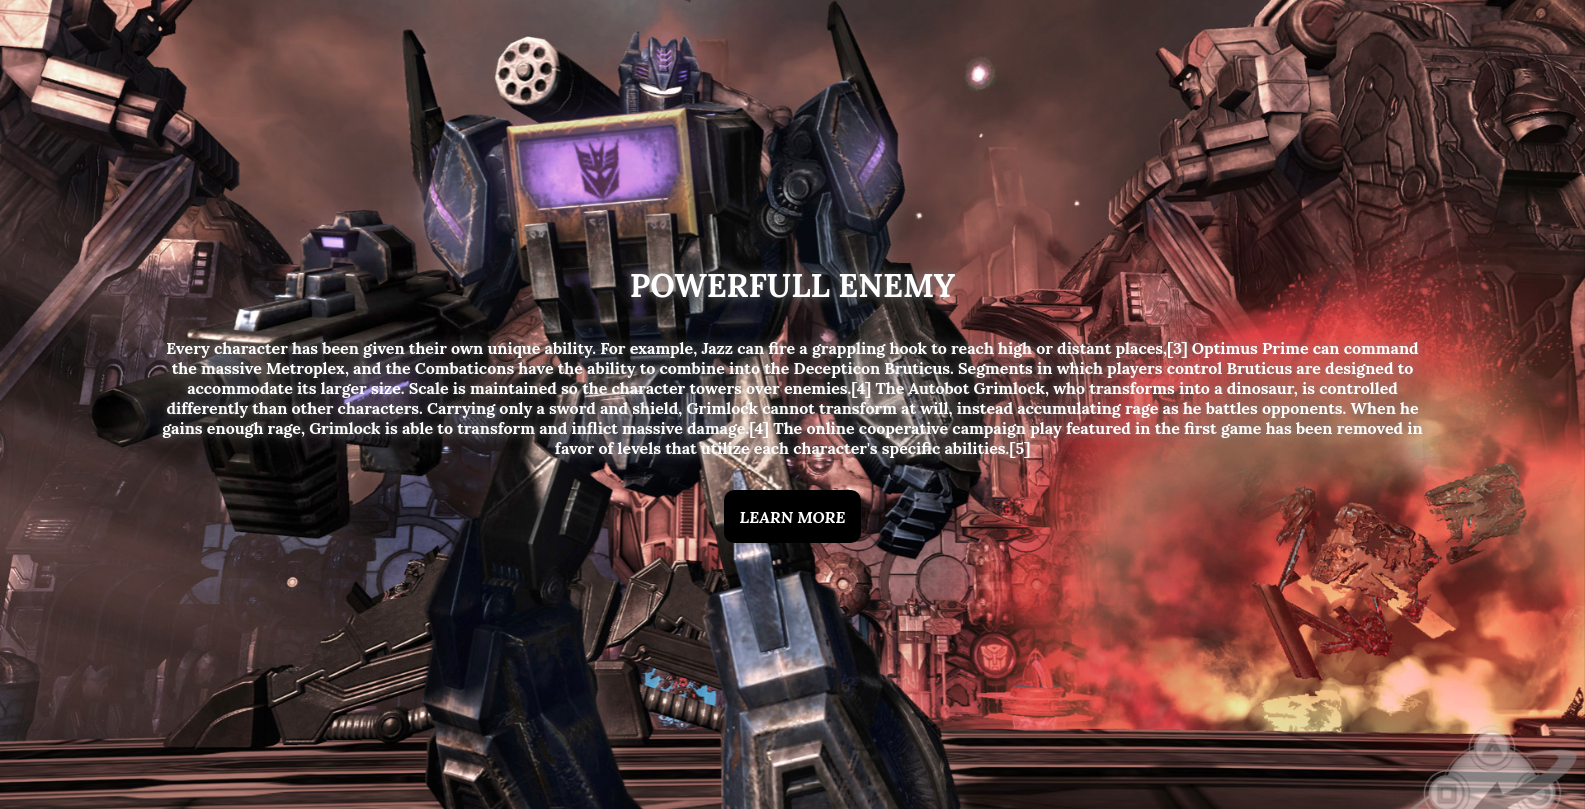 POWERFULL ENEMY
Every character has been given their own unique ability. For example, Jazz can fire a grappling hook to reach high or distant places,[3] Optimus Prime can command
the massive Metroplex, and the Combaticons have the ability to combine into the Decepticon Bruticus. Segments in which players control Bruticus are designed to
accommodate its larger size. Scale is maintained so the character towers over enemies.[4] The Autobot Grimlock, who transforms into a dinosaur, is controlled
differently than other characters. Carrying only a sword and shield, Grimlock cannot transform at will, instead accumulating rage as he battles opponents. When he
gains enough rage, Grimlock is able to transform and inflict massive damage.[4] The online cooperative campaign play featured in the first game has been removed in
favor of levels that utilize each character's specific abilities.[5]
LEARN MORE